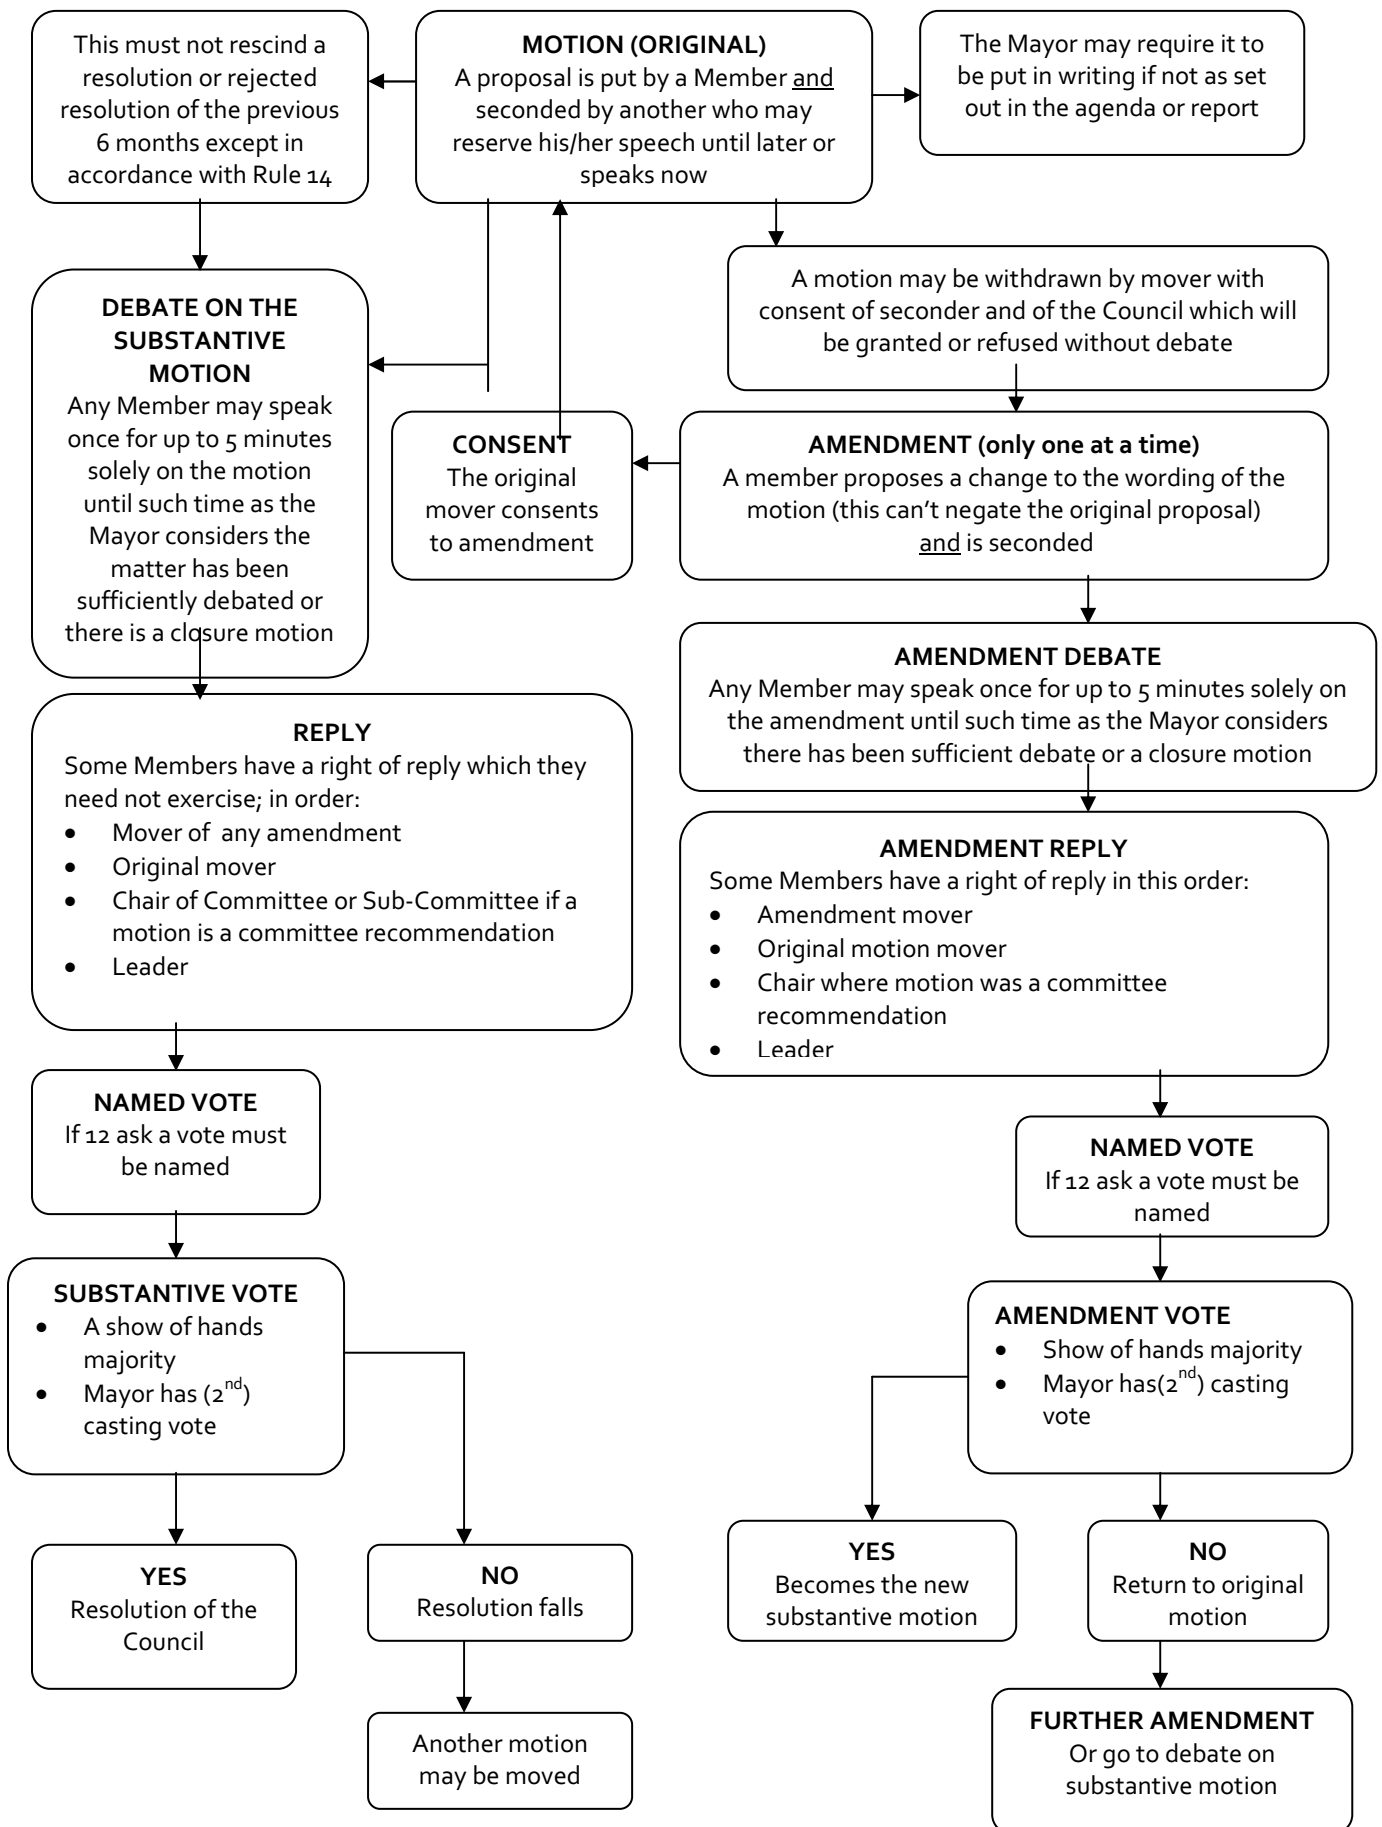 This must not rescind a
resolution or rejected
resolution of the previous
6 months except in
accordance with Rule 14
MOTION (ORIGINAL)
A proposal is put by a Member and
seconded by another who may
reserve his/her speech until later or
speaks now
The Mayor may require it to
be put in writing if not as set
out in the agenda or report
A motion may be withdrawn by mover with
consent of seconder and of the Council which will
be granted or refused without debate
DEBATE ON THE
SUBSTANTIVE
MOTION
Any Member may speak
once for up to 5 minutes
solely on the motion
until such time as the
Mayor considers the
matter has been
sufficiently debated or
there is a closure motion
CONSENT
The original
mover consents
to amendment
AMENDMENT (only one at a time)
A member proposes a change to the wording of the
motion (this can't negate the original proposal)
and is seconded
AMENDMENT DEBATE
Any Member may speak once for up to 5 minutes solely on
the amendment until such time as the Mayor considers
there has been sufficient debate or a closure motion
REPLY
Some Members have a right of reply which they
need not exercise; in order:
• Mover of any amendment
• Original mover
• Chair of Committee or Sub-Committee if a
motion is a committee recommendation
• Leader
AMENDMENT REPLY
Some Members have a right of reply in this order:
• Amendment mover
• Original motion mover
• Chair where motion was a committee
recommendation
• Leader
NAMED VOTE
If 12 ask a vote must
be named
NAMED VOTE
If 12 ask a vote must be
named
SUBSTANTIVE VOTE
• A show of hands
majority
• Mayor has (2nd)
casting vote
AMENDMENT VOTE
• Show of hands majority
• Mayor has(2nd) casting
vote
YES
Resolution of the
Council
NO
Resolution falls
YES
Becomes the new
substantive motion
NO
Return to original
motion
Another motion
may be moved
FURTHER AMENDMENT
Or go to debate on
substantive motion